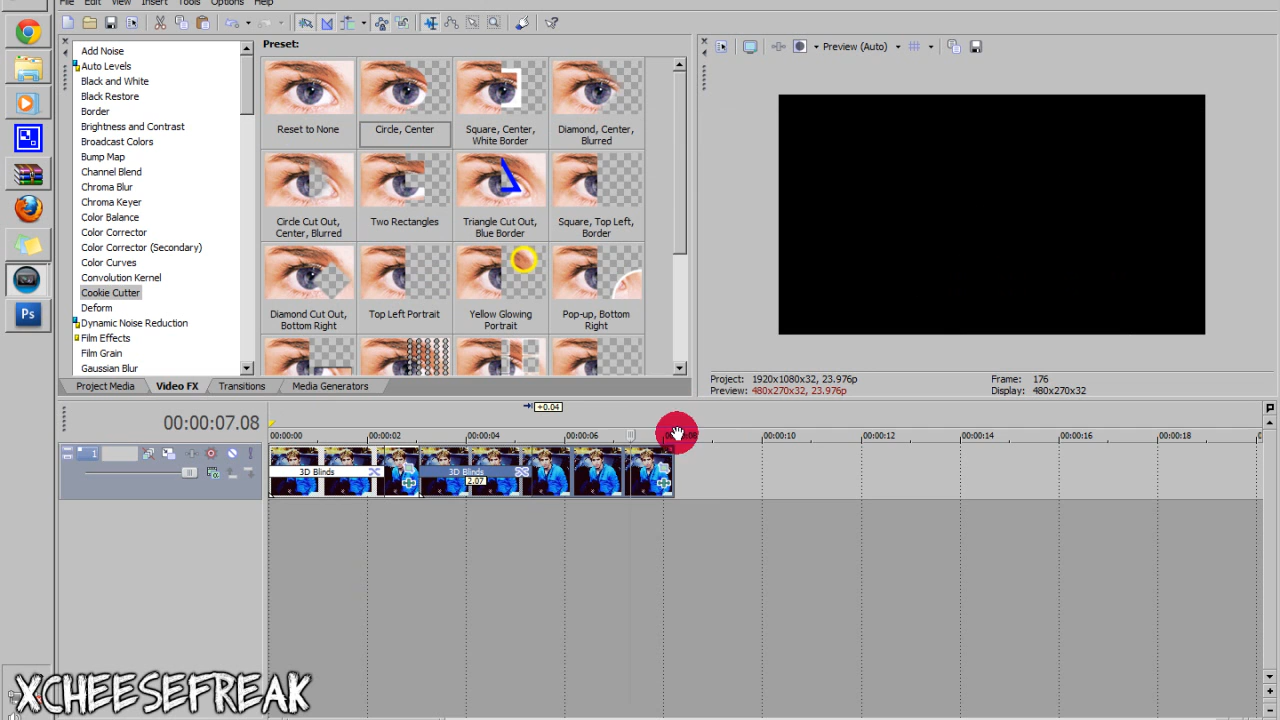 File Edit View Insert Tools Options Help
Preset:
Preview (Auto)
Add Noise
Auto Levels
Black and White
Black Restore
Border
Brightness and Contrast
Broadcast Colors
Bump Map
Channel Blend
Chroma Blur
Chroma Keyer
Color Balance
Color Corrector
Color Corrector (Secondary)
Color Curves
Convolution Kernel
Cookie Cutter
Deform
Dynamic Noise Reduction
Film Effects
Film Grain
Gaussian Blur
Reset to None
Circle, Center
Square, Center,
White Border
Diamond, Center,
Blurred
Circle Cut Out,
Center, Blurred
Two Rectangles
Triangle Cut Out,
Blue Border
Square, Top Left,
Border
Diamond Cut Out,
Bottom Right
Top Left Portrait
Yellow Glowing
Portrait
Pop-up, Bottom
Right
Project: 1920x1080x32, 23.976p
Preview: 480x270x32, 23.976p
Frame: 176
Display: 480x270x32
Project Media Video FX Transitions Media Generators
Ps
+0.04
00:00:07.08
00:00:00 00:00:02 00:00:04 00:00:06 00:00:10 00:00:12 00:00:14 00:00:16 00:00:18
1
3D Blinds
3D Blinds
2.07
XCHEESEFREAK